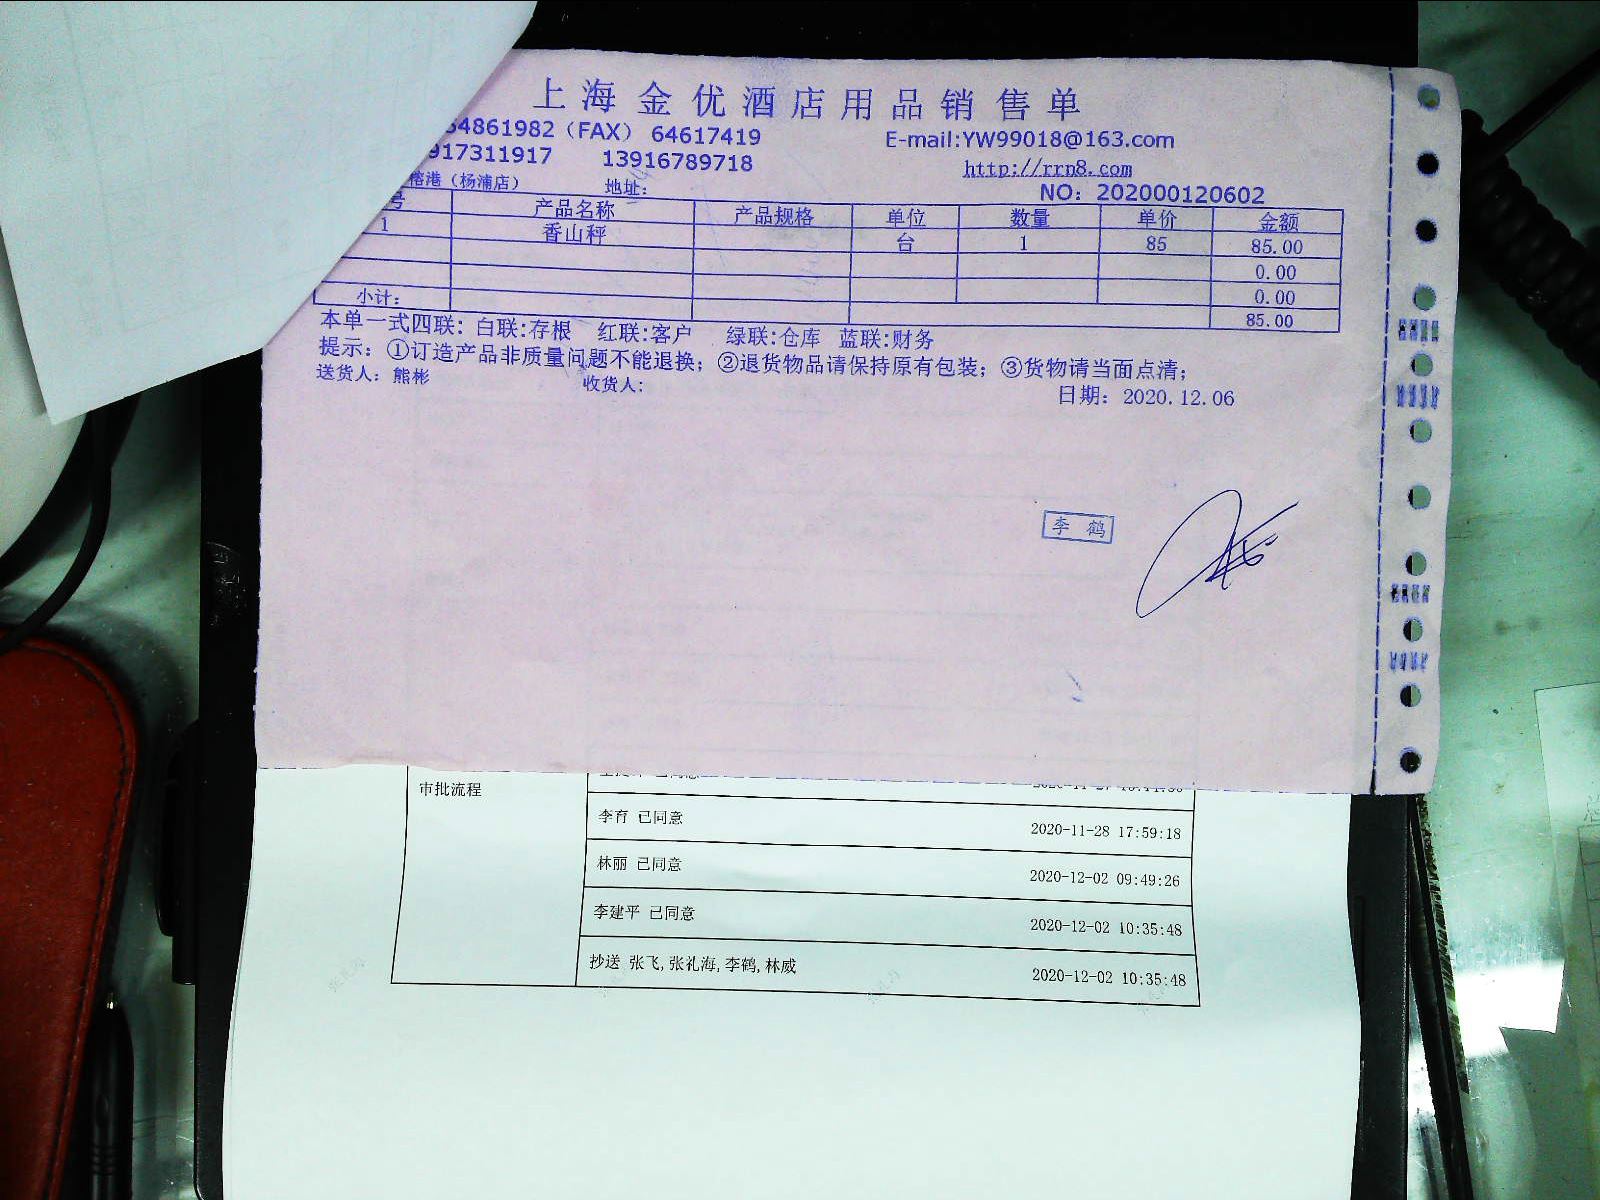 上海金优酒店用品销售单
54861982（FAX） 64617419
E-mail:YW99018@163.com
917311917 13916789718
http://rrn8.com
榕港（杨浦店） 地址：
NO：202000120602
号 产品名称 产品规格 单位 数量 单价 金额
1 香山秤 台 1 85 85.00
0.00
0.00
小计： 85.00
本单一式四联：白联:存根 红联:客户 绿联:仓库 蓝联:财务
提示：①订造产品非质量问题不能退换；②退货物品请保持原有包装；③货物请当面点清；
送货人：熊彬 收货人：
日期：2020.12.06
李 鹤
审批流程
李育 已同意 2020-11-28 17:59:18
林丽 已同意 2020-12-02 09:49:26
李建平 已同意 2020-12-02 10:35:48
抄送 张飞,张礼海,李鹤,林威 2020-12-02 10:35:48